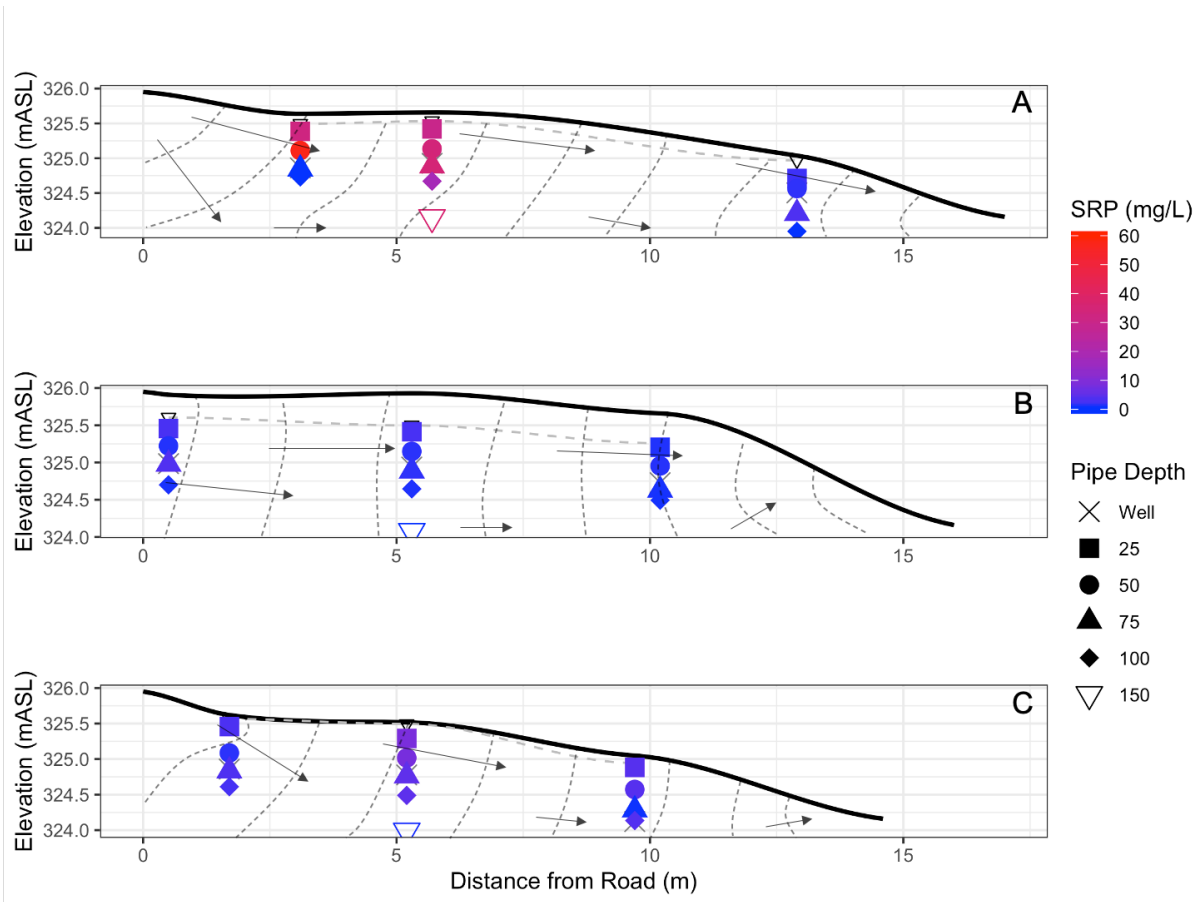 A
Elevation (mASL)
326.0
325.5
325.0
324.5
324.0
0 5 10 15
B
Elevation (mASL)
326.0
325.5
325.0
324.5
324.0
0 5 10 15
C
Elevation (mASL)
326.0
325.5
325.0
324.5
324.0
0 5 10 15
Distance from Road (m)
SRP (mg/L)
60
50
40
30
20
10
0
Pipe Depth
Well
25
50
75
100
150